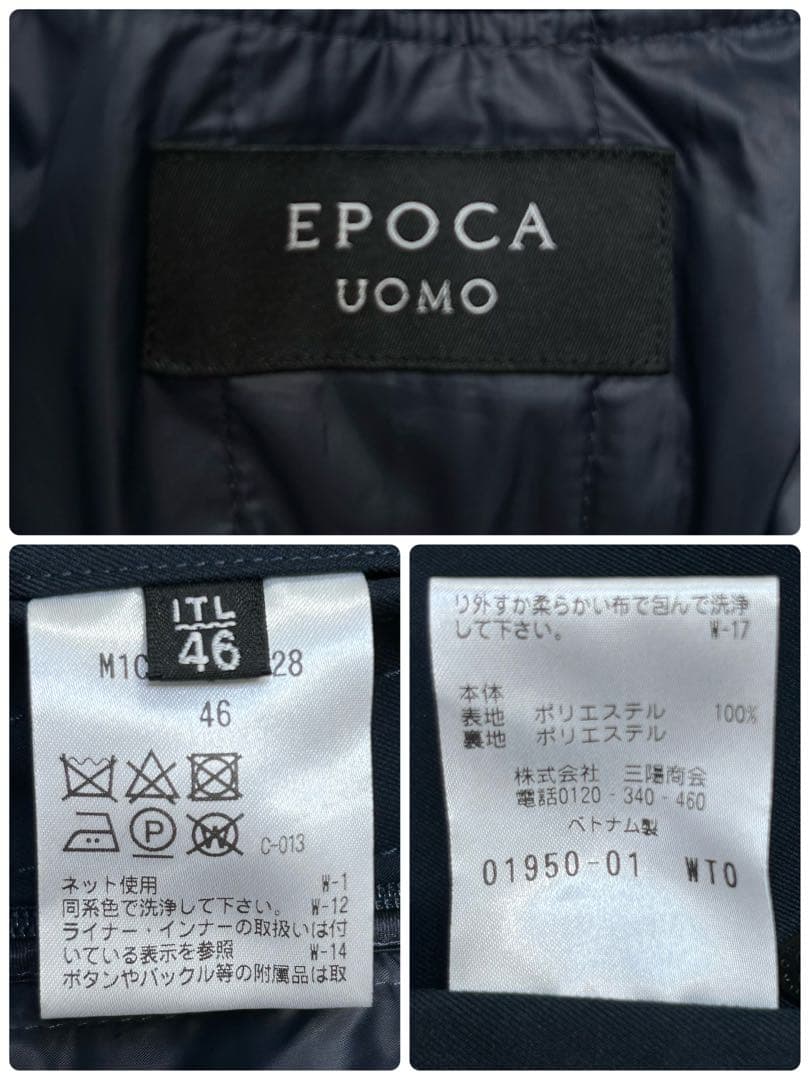 EPOCA
UOMO
ITL
46
M10 28
46
P W C-013
ネット使用 W-1
同系色で洗浄して下さい。 W-12
ライナー・インナーの取扱いは付
いている表示を参照 W-14
ボタンやバックル等の附属品は取
り外すか柔らかい布で包んで洗浄
して下さい。 W-17
本体
表地 ポリエステル 100%
裏地 ポリエステル
株式会社 三陽商会
電話0120-340-460
ベトナム製
01950-01 WTO